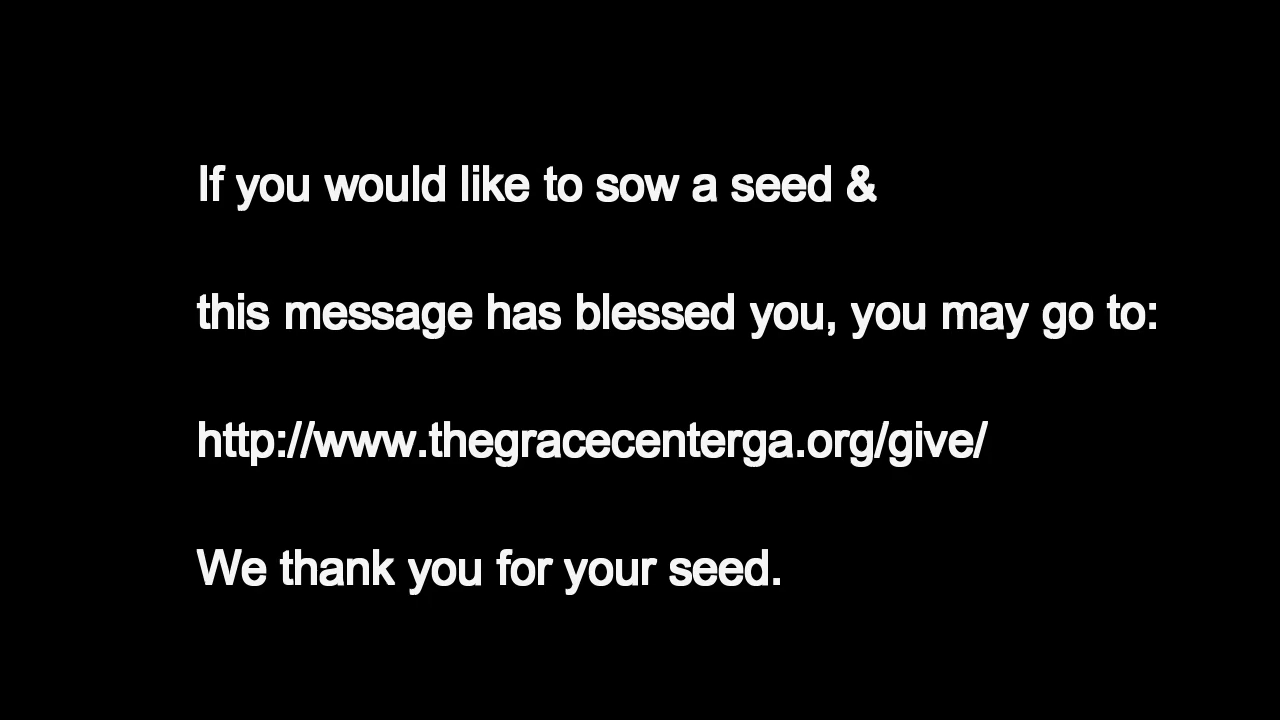 If you would like to sow a seed &
this message has blessed you, you may go to:
http://www.thegracecenterga.org/give/
We thank you for your seed.